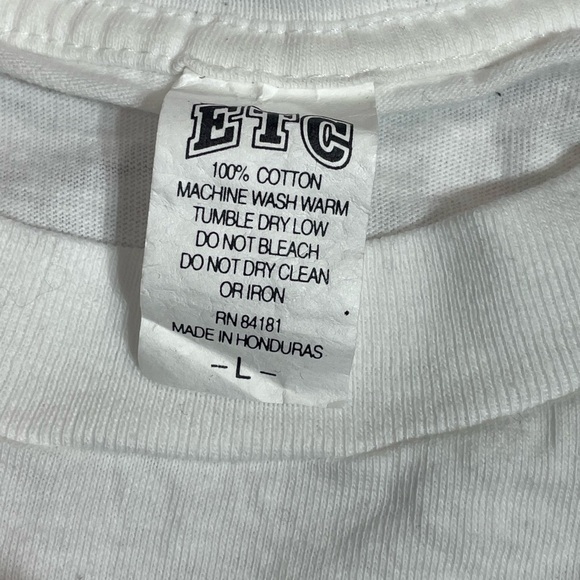 ETC
100% COTTON
MACHINE WASH WARM
TUMBLE DRY LOW
DO NOT BLEACH
DO NOT DRY CLEAN
OR IRON
RN 84181
MADE IN HONDURAS
-- L --